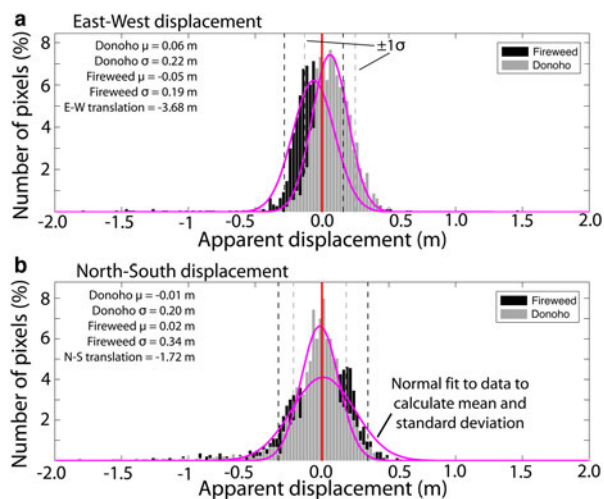 a East-West displacement
Donoho μ = 0.06 m
Donoho σ = 0.22 m
Fireweed μ = -0.05 m
Fireweed σ = 0.19 m
E-W translation = -3.68 m
±1σ
Fireweed
Donoho
Number of pixels (%)
8
6
4
2
-2.0 -1.5 -1.0 -0.5 0.0 0.5 1.0 1.5 2.0
Apparent displacement (m)
b North-South displacement
Donoho μ = -0.01 m
Donoho σ = 0.20 m
Fireweed μ = 0.02 m
Fireweed σ = 0.34 m
N-S translation = -1.72 m
Fireweed
Donoho
Normal fit to data to
calculate mean and
standard deviation
Number of pixels (%)
8
6
4
2
-2.0 -1.5 -1.0 -0.5 0.0 0.5 1.0 1.5 2.0
Apparent displacement (m)